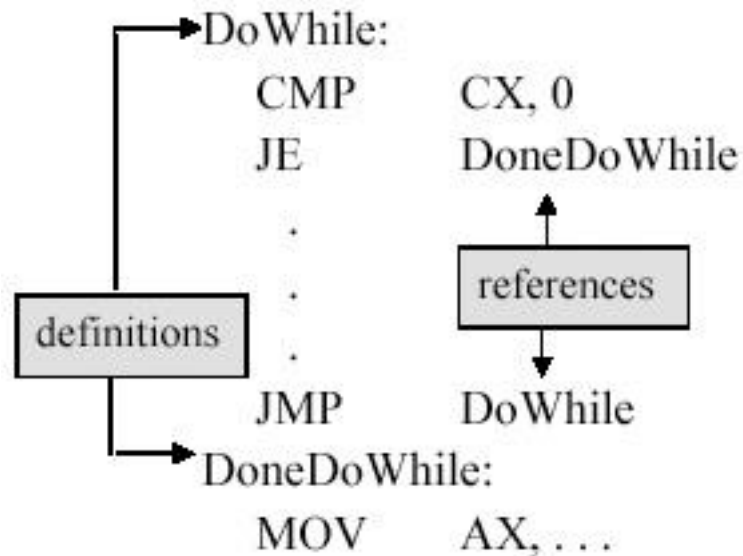 DoWhile:
CMP CX, 0
JE DoneDoWhile
.
references
.
definitions
.
JMP DoWhile
DoneDoWhile:
MOV AX, . . .